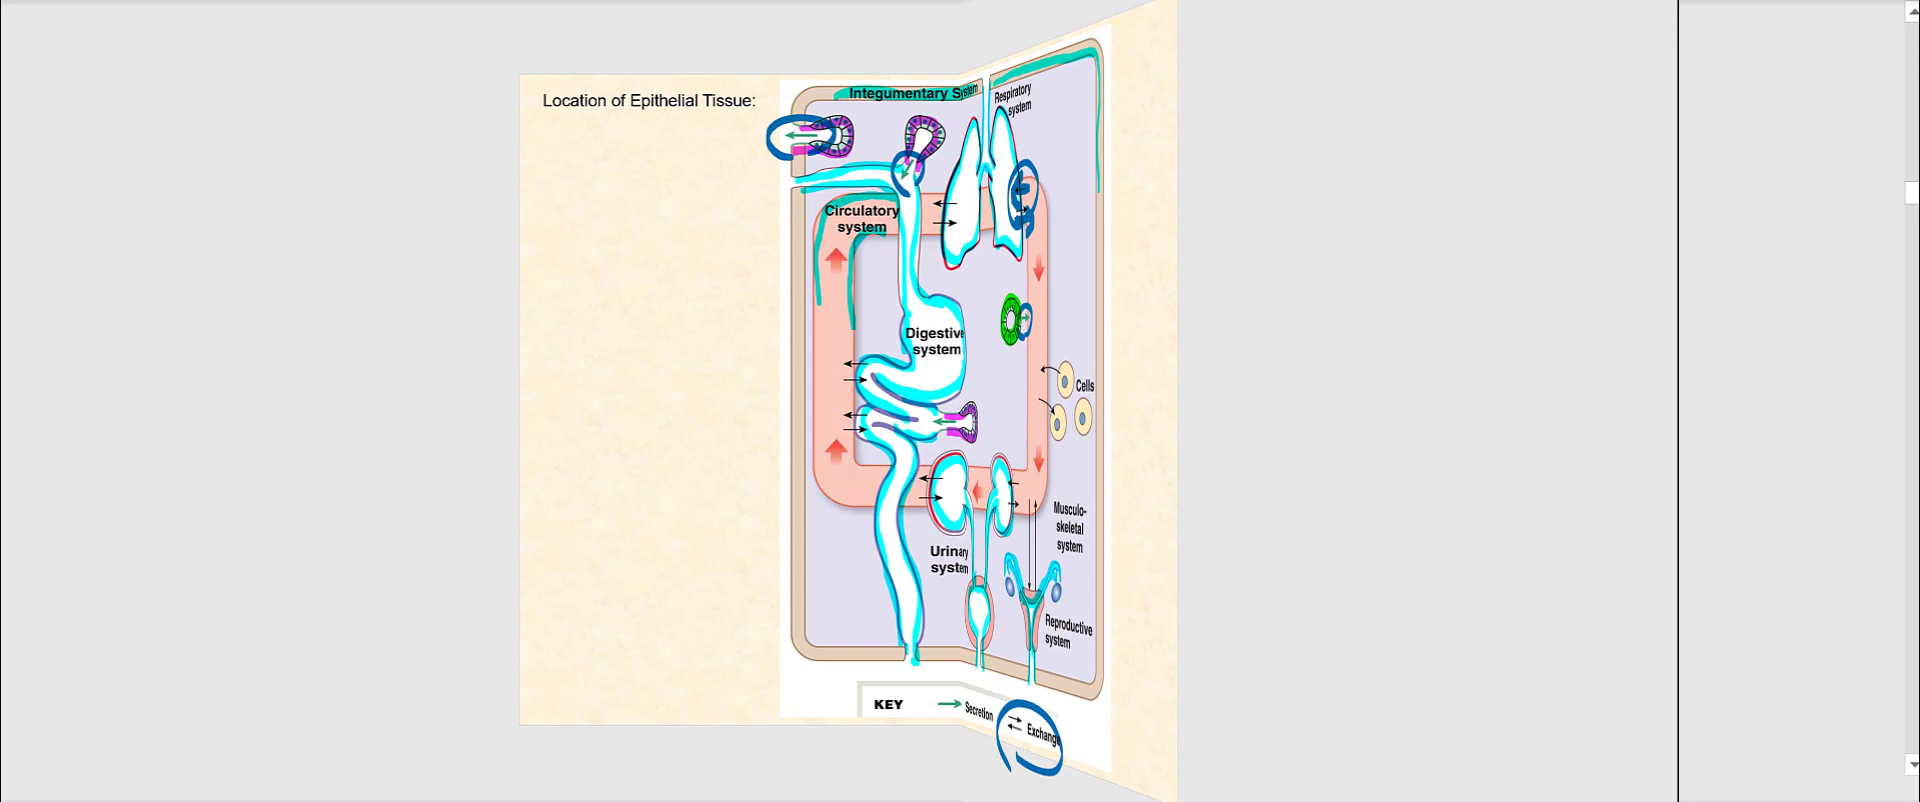 Location of Epithelial Tissue:
Integumentary System
Respiratory
system
Circulatory
system
Digestive
system
Cells
Musculo-
skeletal
system
Urinary
system
Reproductive
system
KEY
Secretion
Exchange